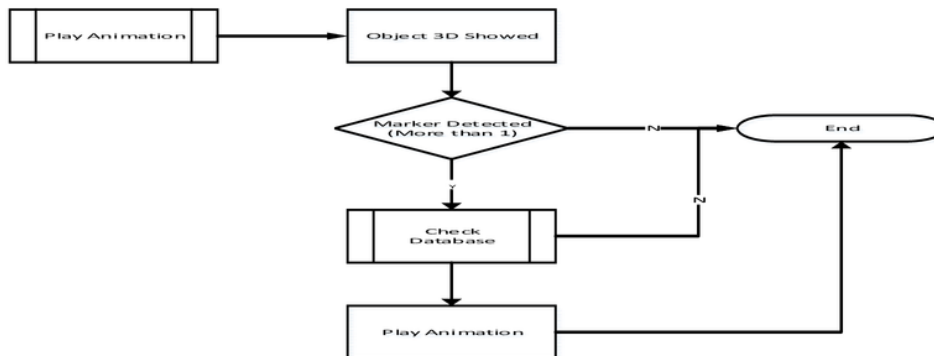 Play Animation
Object 3D Showed
Marker Detected
(More than 1)
N
End
Y
N
Check
Database
Play Animation